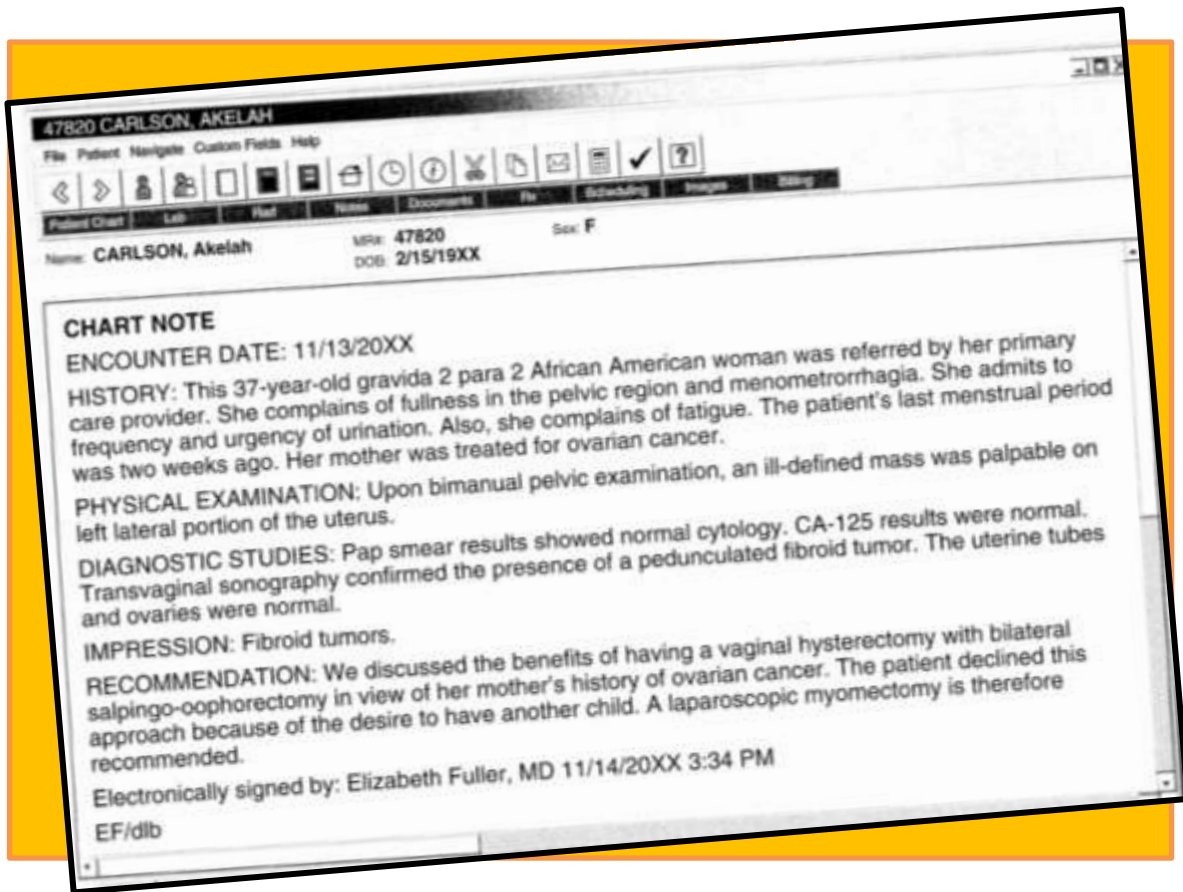 47820 CARLSON, AKELAH
File Patient Navigate Custom Fields Help
?
Patient Chart Lab Rad Notes Documents Rx Scheduling Images Billing
Name: CARLSON, Akelah MR#: 47820 Sex: F
DOB: 2/15/19XX
CHART NOTE
ENCOUNTER DATE: 11/13/20XX
HISTORY: This 37-year-old gravida 2 para 2 African American woman was referred by her primary
care provider. She complains of fullness in the pelvic region and menometrorrhagia. She admits to
frequency and urgency of urination. Also, she complains of fatigue. The patient's last menstrual period
was two weeks ago. Her mother was treated for ovarian cancer.
PHYSICAL EXAMINATION: Upon bimanual pelvic examination, an ill-defined mass was palpable on
left lateral portion of the uterus.
DIAGNOSTIC STUDIES: Pap smear results showed normal cytology. CA-125 results were normal.
Transvaginal sonography confirmed the presence of a pedunculated fibroid tumor. The uterine tubes
and ovaries were normal.
IMPRESSION: Fibroid tumors.
RECOMMENDATION: We discussed the benefits of having a vaginal hysterectomy with bilateral
salpingo-oophorectomy in view of her mother's history of ovarian cancer. The patient declined this
approach because of the desire to have another child. A laparoscopic myomectomy is therefore
recommended.
Electronically signed by: Elizabeth Fuller, MD 11/14/20XX 3:34 PM
EF/dlb